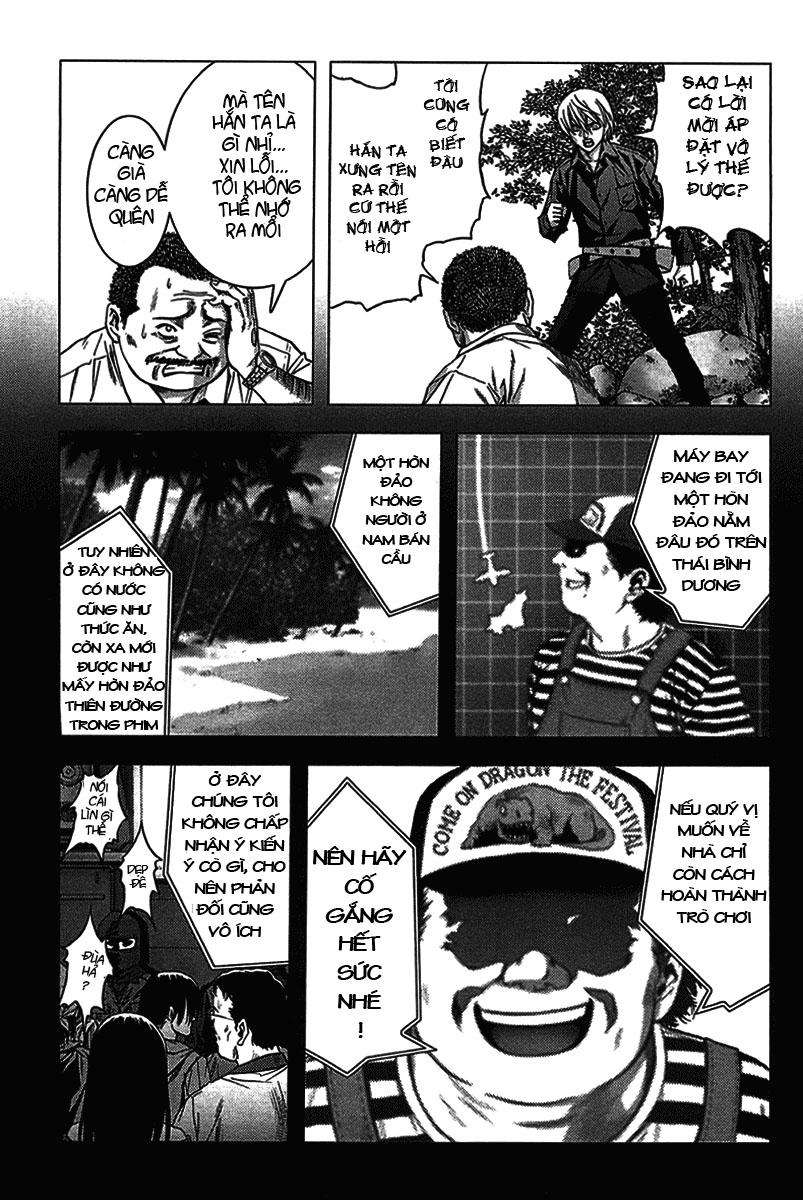 SAO LẠI
CÓ LỜI
MỜI ÁP
ĐẶT VÔ
LÝ THẾ
ĐƯỢC?
TÔI
CŨNG
CÓ
BIẾT
ĐÂU
HẮN TA
XƯNG TÊN
RA RỒI
CỨ THẾ
NÓI MỘT
HỒI
MÀ TÊN
HẮN TA LÀ
GÌ NHỈ...
XIN LỖI...
TÔI KHÔNG
THỂ NHỚ
RA MỖI
CÀNG
GIÀ
CÀNG DỄ
QUÊN
MÁY BAY
ĐANG ĐI TỚI
MỘT HÒN
ĐẢO NẰM
ĐÂU ĐÓ TRÊN
THÁI BÌNH
DƯƠNG
MỘT HÒN
ĐẢO
KHÔNG
NGƯỜI Ở
NAM BÁN
CẦU
TUY NHIÊN
Ở ĐÂY KHÔNG
CÓ NƯỚC
CŨNG NHƯ
THỨC ĂN,
CÒN XA MỚI
ĐƯỢC NHƯ
MẤY HÒN ĐẢO
THIÊN ĐƯỜNG
TRONG PHIM
NẾU QUÝ VỊ
MUỐN VỀ
NHÀ CHỈ
CÒN CÁCH
HOÀN THÀNH
TRÒ CHƠI
COME ON DRAGON THE FESTIVAL
NÊN HÃY
CỐ
GẮNG
HẾT
SỨC
NHÉ
!
Ở ĐÂY
CHÚNG TÔI
KHÔNG CHẤP
NHẬN Ý KIẾN
Ý CÒ GÌ, CHO
NÊN PHẢN
ĐỐI CŨNG
VÔ ÍCH
NÓI
CÁI
LÌN GÌ
THẾ
DẸP
ĐÊ
ĐÙA
HẢ
?